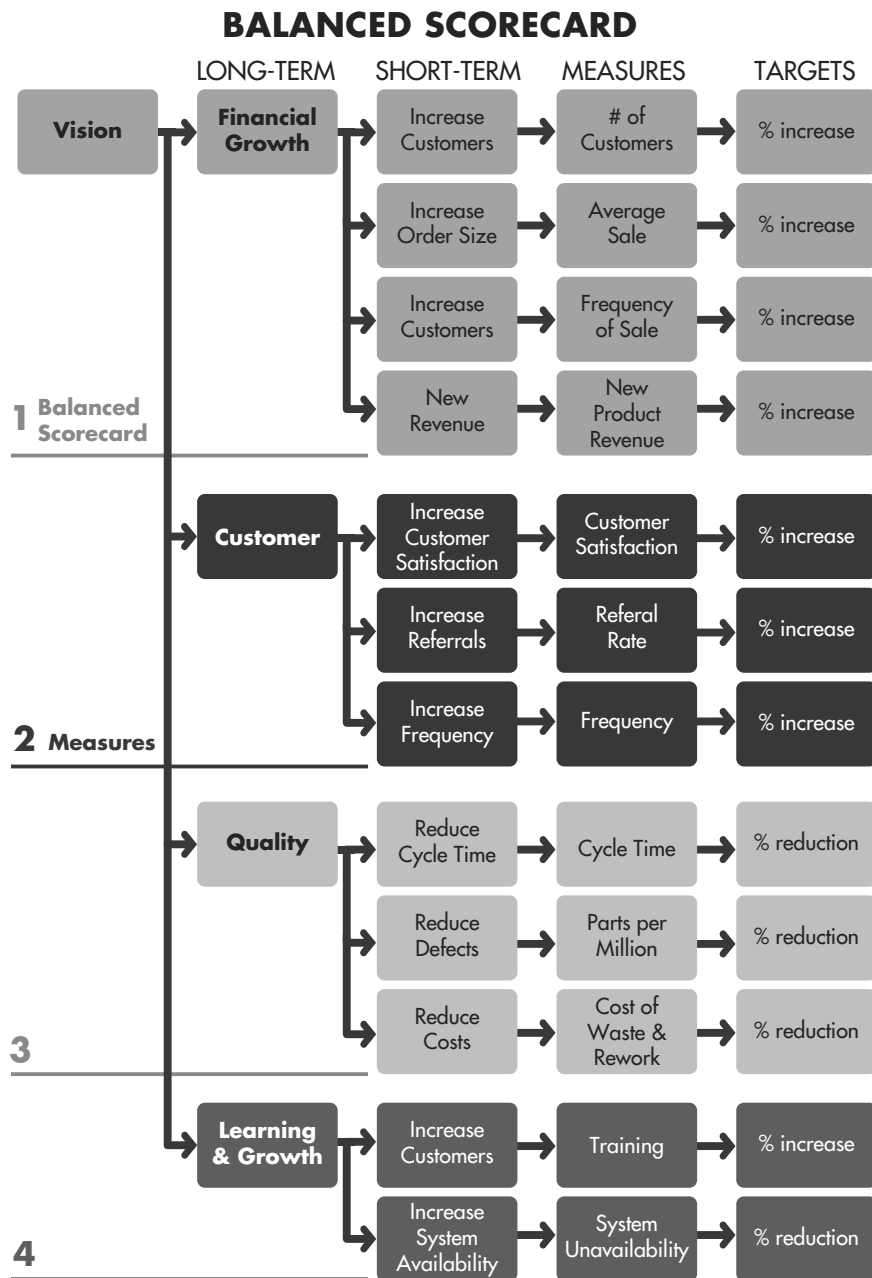 BALANCED SCORECARD
LONG-TERM
SHORT-TERM
MEASURES
TARGETS
Vision
Financial
Growth
Increase
Customers
# of
Customers
% increase
Increase
Order Size
Average
Sale
% increase
Increase
Customers
Frequency
of Sale
% increase
1 Balanced
Scorecard
New
Revenue
New
Product
Revenue
% increase
Customer
Increase
Customer
Satisfaction
Customer
Satisfaction
% increase
Increase
Referrals
Referal
Rate
% increase
2 Measures
Increase
Frequency
Frequency
% increase
Quality
Reduce
Cycle Time
Cycle Time
% reduction
Reduce
Defects
Parts per
Million
% reduction
3
Reduce
Costs
Cost of
Waste &
Rework
% reduction
Learning
& Growth
Increase
Customers
Training
% increase
4
Increase
System
Availability
System
Unavailability
% reduction